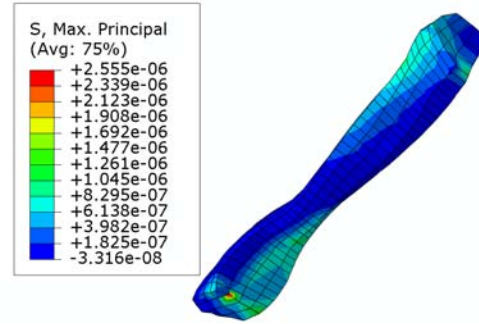 S, Max. Principal
(Avg: 75%)
+2.555e-06
+2.339e-06
+2.123e-06
+1.908e-06
+1.692e-06
+1.477e-06
+1.261e-06
+1.045e-06
+8.295e-07
+6.138e-07
+3.982e-07
+1.825e-07
-3.316e-08